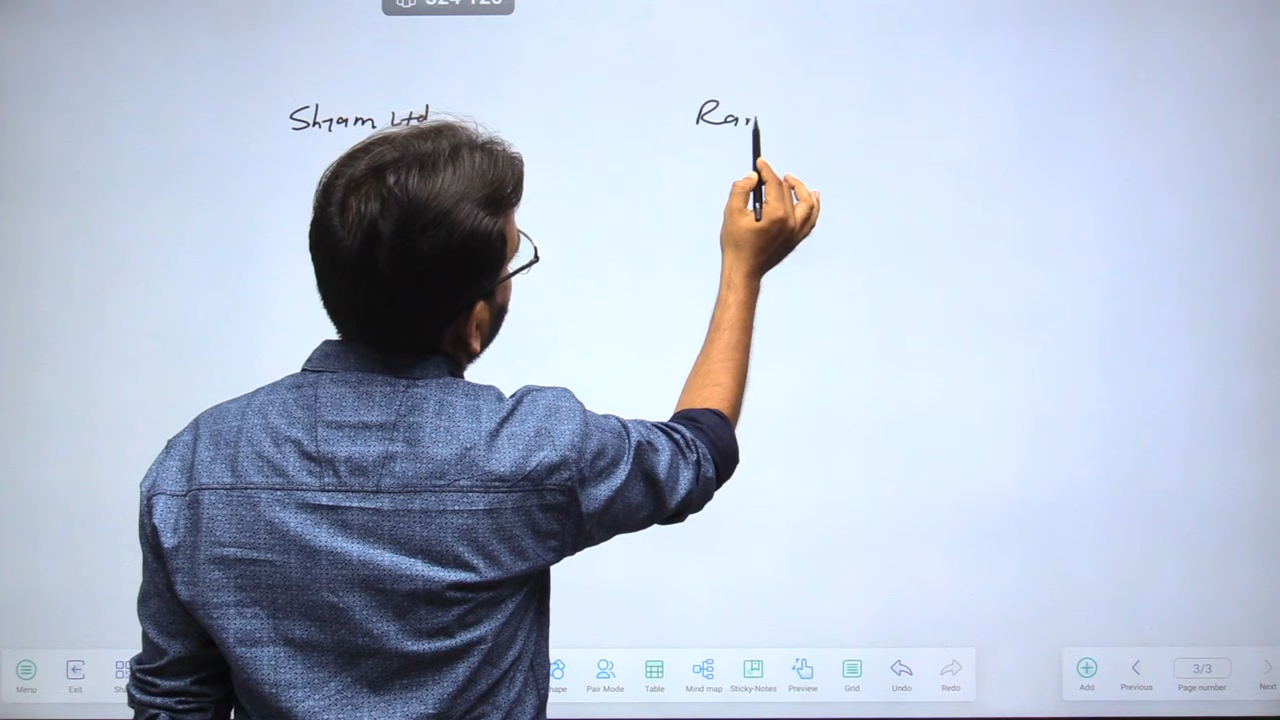 Shyam Ltd Ra
Menu Exit Pair Mode Table Mind map Sticky-Notes Preview Grid Undo Redo Add Previous 3/3 Page number Next